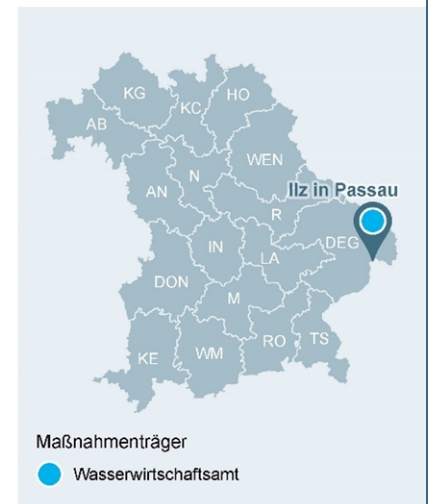 KG
KC
HO
AB
WEN
N
AN
Ilz in Passau
R
IN
DEG
LA
DON
M
KE
WM
RO
TS
Maßnahmenträger
Wasserwirtschaftsamt